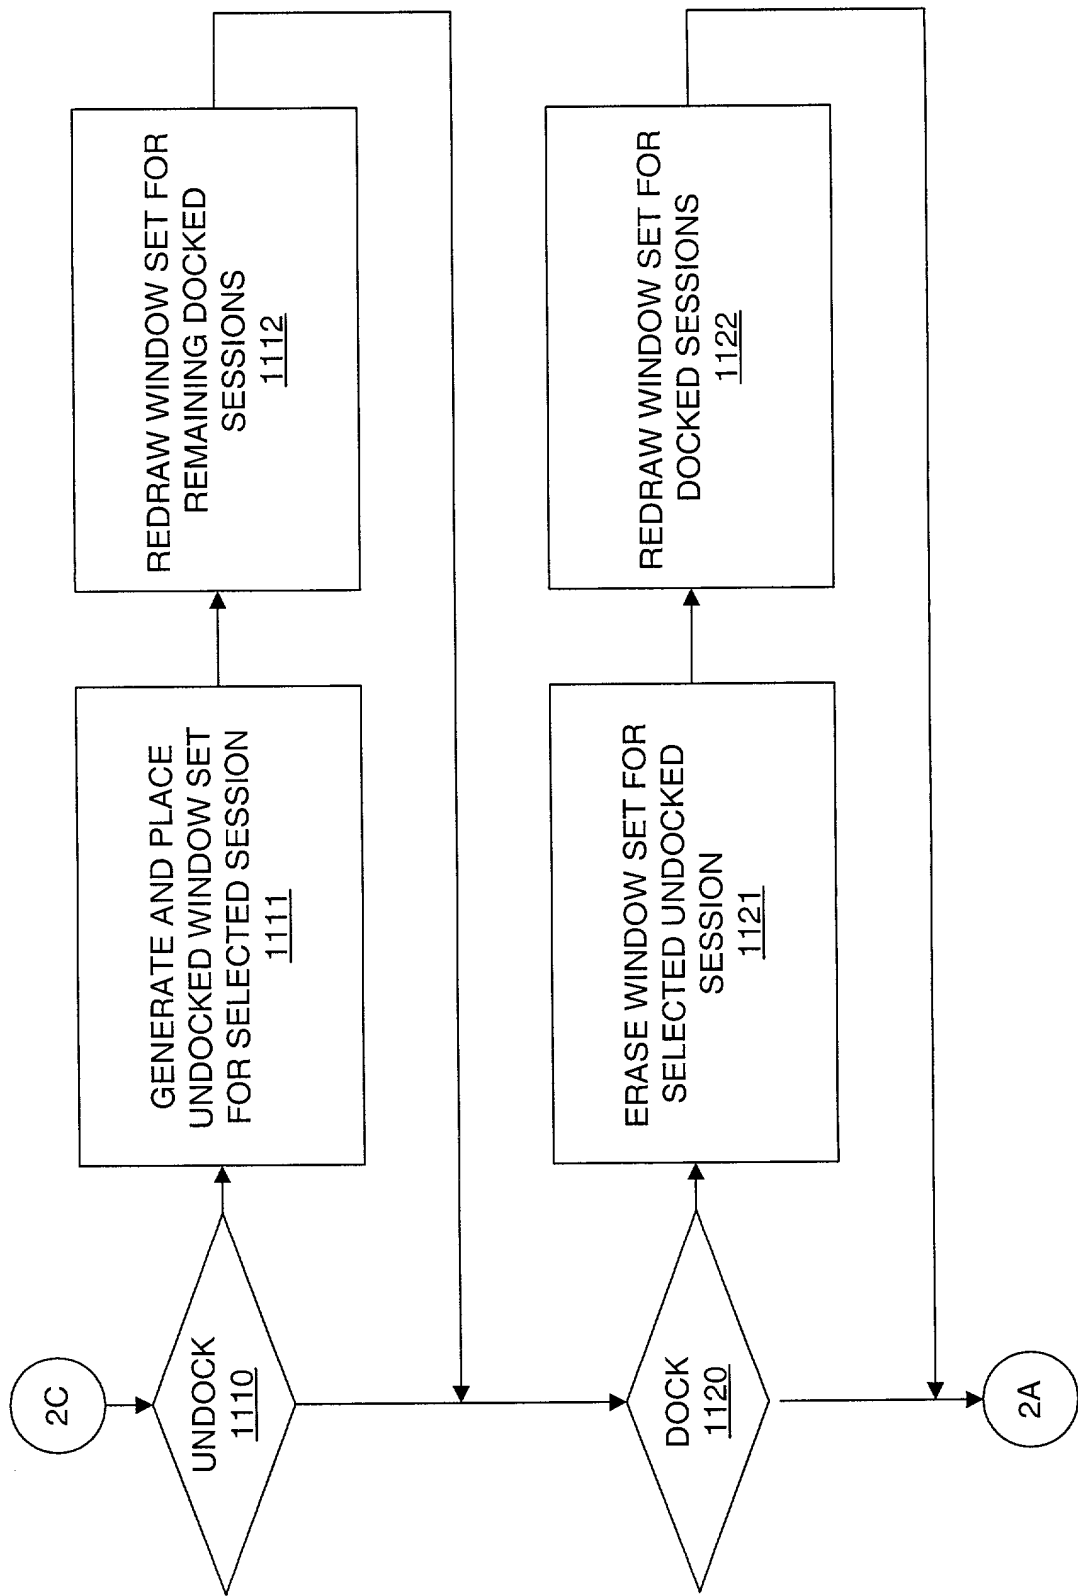 2C
UNDOCK
1110
GENERATE AND PLACE
UNDOCKED WINDOW SET
FOR SELECTED SESSION
1111
REDRAW WINDOW SET FOR
REMAINING DOCKED
SESSIONS
1112
DOCK
1120
ERASE WINDOW SET FOR
SELECTED UNDOCKED
SESSION
1121
REDRAW WINDOW SET FOR
DOCKED SESSIONS
1122
2A